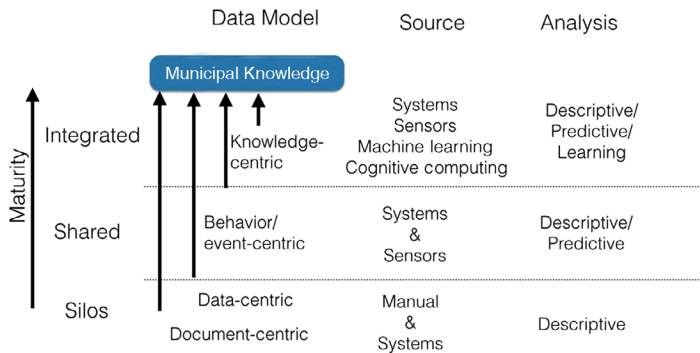 Data Model
Source
Analysis
Municipal Knowledge
Maturity
Integrated
Knowledge-
centric
Systems
Sensors
Machine learning
Cognitive computing
Descriptive/
Predictive/
Learning
Shared
Behavior/
event-centric
Systems
&
Sensors
Descriptive/
Predictive
Silos
Data-centric
Document-centric
Manual
&
Systems
Descriptive